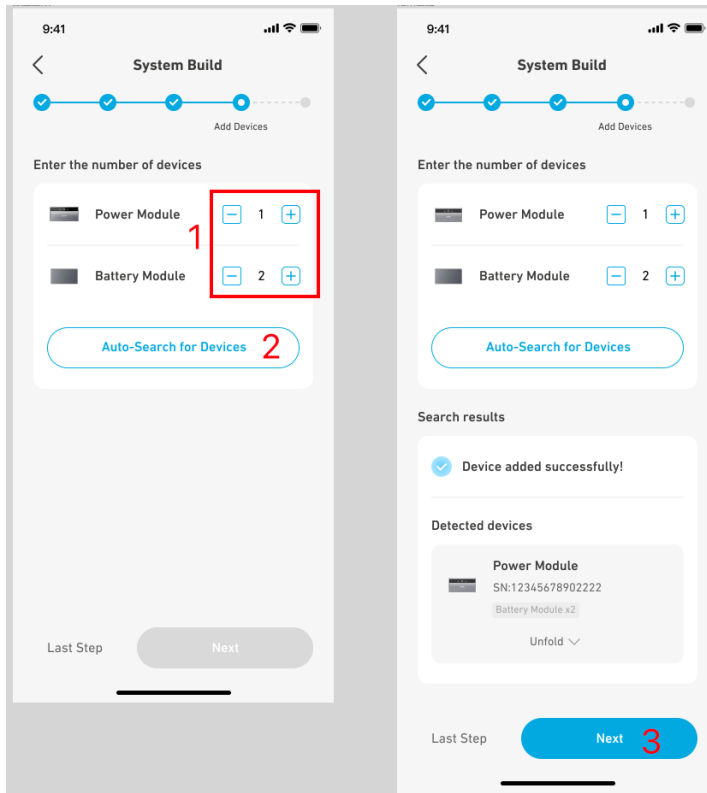 9:41
System Build
Add Devices
Enter the number of devices
Power Module 1
1
Battery Module 2
Auto-Search for Devices 2
Last Step Next
9:41
System Build
Add Devices
Enter the number of devices
Power Module 1
Battery Module 2
Auto-Search for Devices
Search results
Device added successfully!
Detected devices
Power Module
SN:12345678902222
Battery Module x2
Unfold
Last Step Next 3